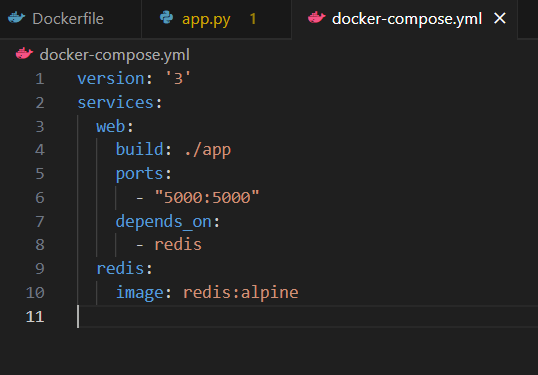 Dockerfile app.py 1 docker-compose.yml
docker-compose.yml
1 version: '3'
2 services:
3   web:
4     build: ./app
5     ports:
6       - "5000:5000"
7     depends_on:
8       - redis
9   redis:
10     image: redis:alpine
11